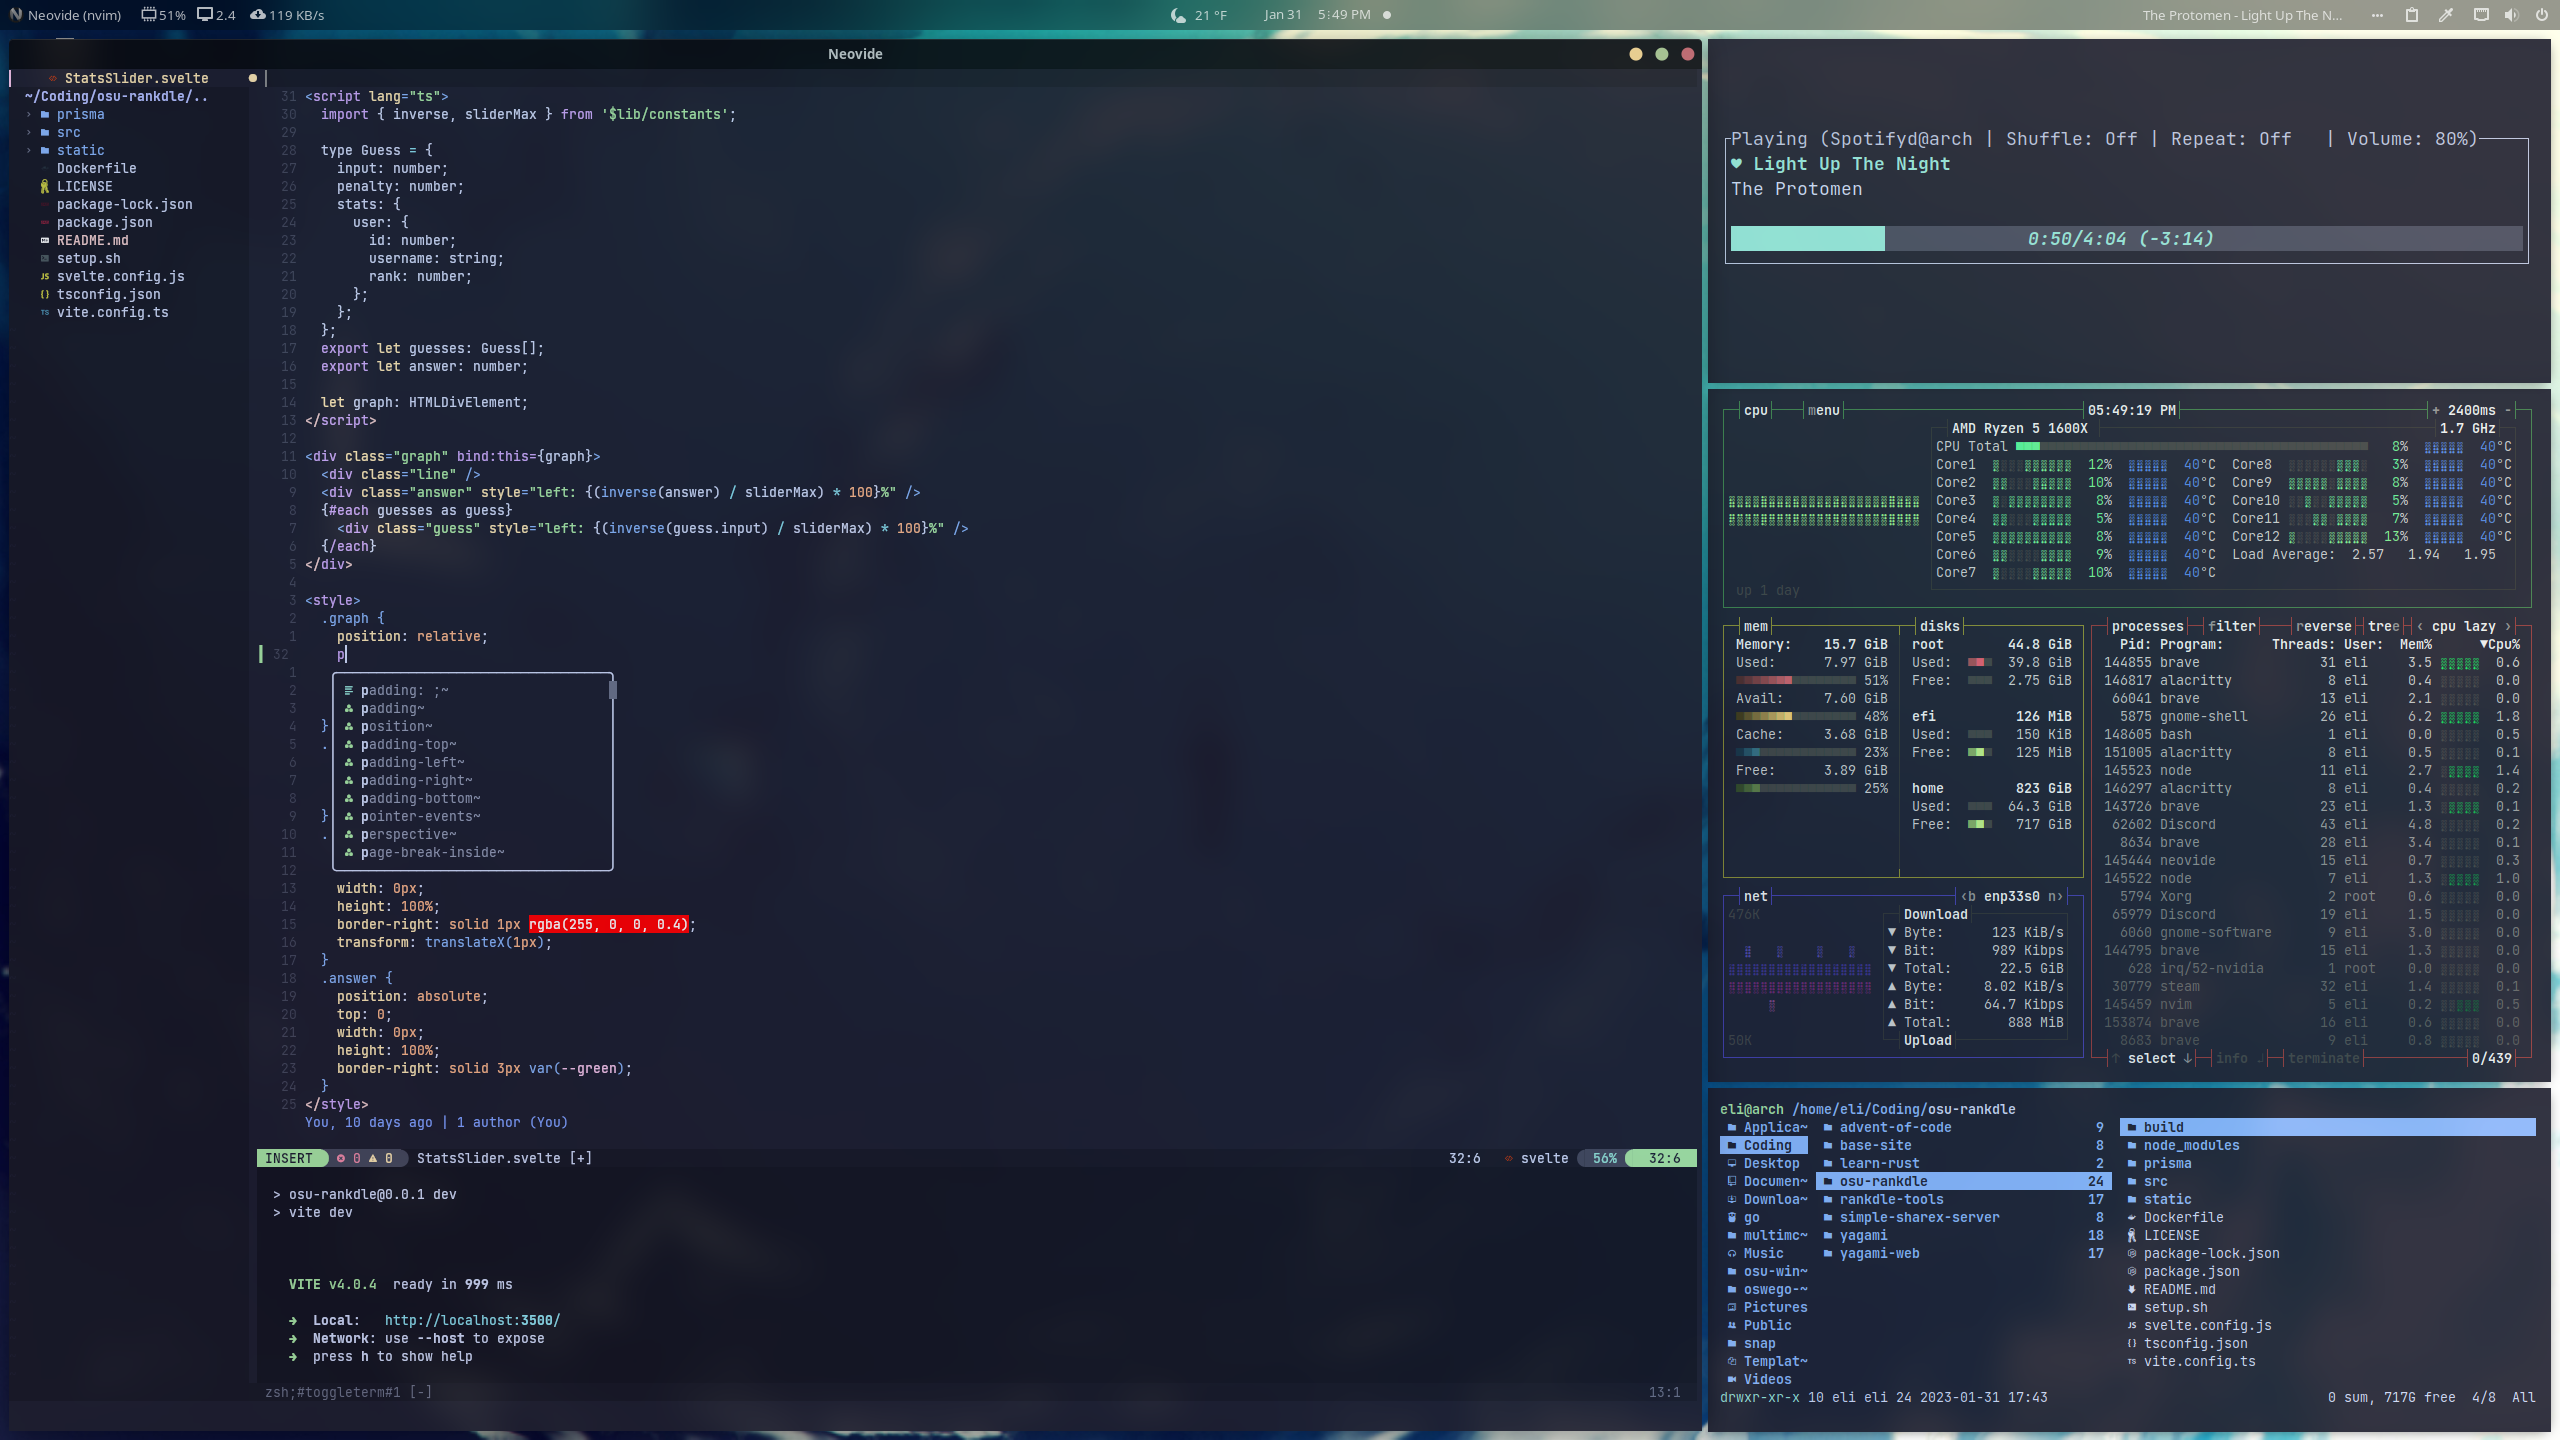 Neovide (nvim) 51% 2.4 119 KB/s
21 °F Jan 31 5:49 PM
The Protomen - Light Up The N...
Neovide
StatsSlider.svelte
~/Coding/osu-rankdle/..
prisma
src
static
Dockerfile
LICENSE
package-lock.json
package.json
README.md
setup.sh
JS svelte.config.js
{} tsconfig.json
TS vite.config.ts
31 <script lang="ts">
30 import { inverse, sliderMax } from '$lib/constants';
29
28 type Guess = {
27 input: number;
26 penalty: number;
25 stats: {
24 user: {
23 id: number;
22 username: string;
21 rank: number;
20 };
19 };
18 };
17 export let guesses: Guess[];
16 export let answer: number;
15
14 let graph: HTMLDivElement;
13 </script>
12
11 <div class="graph" bind:this={graph}>
10 <div class="line" />
9 <div class="answer" style="left: {(inverse(answer) / sliderMax) * 100}%" />
8 {#each guesses as guess}
7 <div class="guess" style="left: {(inverse(guess.input) / sliderMax) * 100}%" />
6 {/each}
5 </div>
4
3 <style>
2 .graph {
1 position: relative;
32 p
1
2 padding: ;~
3 padding~
4 } position~
5 . padding-top~
6 padding-left~
7 padding-right~
8 padding-bottom~
9 } pointer-events~
10 . perspective~
11 page-break-inside~
12
13 width: 0px;
14 height: 100%;
15 border-right: solid 1px rgba(255, 0, 0, 0.4);
16 transform: translateX(1px);
17 }
18 .answer {
19 position: absolute;
20 top: 0;
21 width: 0px;
22 height: 100%;
23 border-right: solid 3px var(--green);
24 }
25 </style>
You, 10 days ago | 1 author (You)
INSERT 0 0 StatsSlider.svelte [+] 32:6 svelte 56% 32:6
> osu-rankdle@0.0.1 dev
> vite dev
VITE v4.0.4 ready in 999 ms
➜ Local: http://localhost:3500/
➜ Network: use --host to expose
➜ press h to show help
zsh;#toggleterm#1 [-] 13:1
Playing (Spotifyd@arch | Shuffle: Off | Repeat: Off | Volume: 80%)
♥ Light Up The Night
The Protomen
0:50/4:04 (-3:14)
cpu menu 05:49:19 PM + 2400ms -
AMD Ryzen 5 1600X 1.7 GHz
CPU Total 8% 40°C
Core1 12% 40°C Core8 3% 40°C
Core2 10% 40°C Core9 8% 40°C
Core3 8% 40°C Core10 5% 40°C
Core4 5% 40°C Core11 7% 40°C
Core5 8% 40°C Core12 13% 40°C
Core6 9% 40°C Load Average: 2.57 1.94 1.95
Core7 10% 40°C
up 1 day
mem
Memory: 15.7 GiB
Used: 7.97 GiB
51%
Avail: 7.60 GiB
48%
Cache: 3.68 GiB
23%
Free: 3.89 GiB
25%
disks
root 44.8 GiB
Used: 39.8 GiB
Free: 2.75 GiB
efi 126 MiB
Used: 150 KiB
Free: 125 MiB
home 823 GiB
Used: 64.3 GiB
Free: 717 GiB
net ‹b enp33s0 n›
476K
Download
▼ Byte: 123 KiB/s
▼ Bit: 989 Kibps
▼ Total: 22.5 GiB
▲ Byte: 8.02 KiB/s
▲ Bit: 64.7 Kibps
▲ Total: 888 MiB
50K
Upload
processes filter reverse tree ‹ cpu lazy ›
Pid: Program: Threads: User: Mem% ▼Cpu%
144855 brave 31 eli 3.5 0.6
146817 alacritty 8 eli 0.4 0.0
66041 brave 13 eli 2.1 0.0
5875 gnome-shell 26 eli 6.2 1.8
148605 bash 1 eli 0.0 0.5
151005 alacritty 8 eli 0.5 0.1
145523 node 11 eli 2.7 1.4
146297 alacritty 8 eli 0.4 0.2
143726 brave 23 eli 1.3 0.1
62602 Discord 43 eli 4.8 0.2
8634 brave 28 eli 3.4 0.1
145444 neovide 15 eli 0.7 0.3
145522 node 7 eli 1.3 1.0
5794 Xorg 2 root 0.6 0.0
65979 Discord 19 eli 1.5 0.0
6060 gnome-software 9 eli 3.0 0.0
144795 brave 15 eli 1.3 0.0
628 irq/52-nvidia 1 root 0.0 0.0
30779 steam 32 eli 1.4 0.1
145459 nvim 5 eli 0.2 0.5
153874 brave 16 eli 0.6 0.0
8683 brave 9 eli 0.8 0.0
↑ select ↓ info ↲ terminate 0/439
eli@arch /home/eli/Coding/osu-rankdle
Applica~
Coding
Desktop
Documen~
Downloa~
go
multimc~
Music
osu-win~
oswego-~
Pictures
Public
snap
Templat~
Videos
advent-of-code 9
base-site 8
learn-rust 2
osu-rankdle 24
rankdle-tools 17
simple-sharex-server 8
yagami 18
yagami-web 17
build
node_modules
prisma
src
static
Dockerfile
LICENSE
package-lock.json
package.json
README.md
setup.sh
JS svelte.config.js
{} tsconfig.json
TS vite.config.ts
drwxr-xr-x 10 eli eli 24 2023-01-31 17:43 0 sum, 717G free 4/8 All